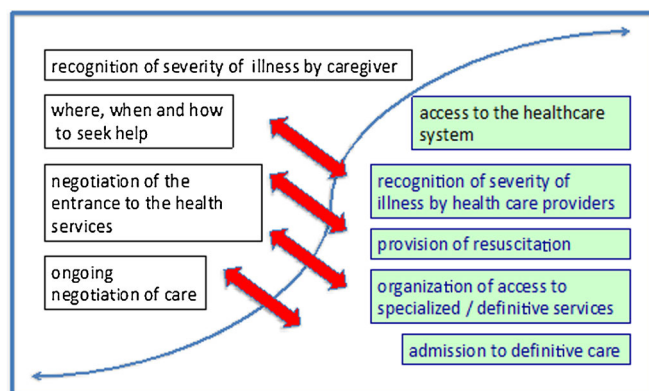 recognition of severity of illness by caregiver
where, when and how
to seek help
negotiation of the
entrance to the health
services
ongoing
negotiation of care
access to the healthcare
system
recognition of severity of
illness by health care providers
provision of resuscitation
organization of access to
specialized / definitive services
admission to definitive care